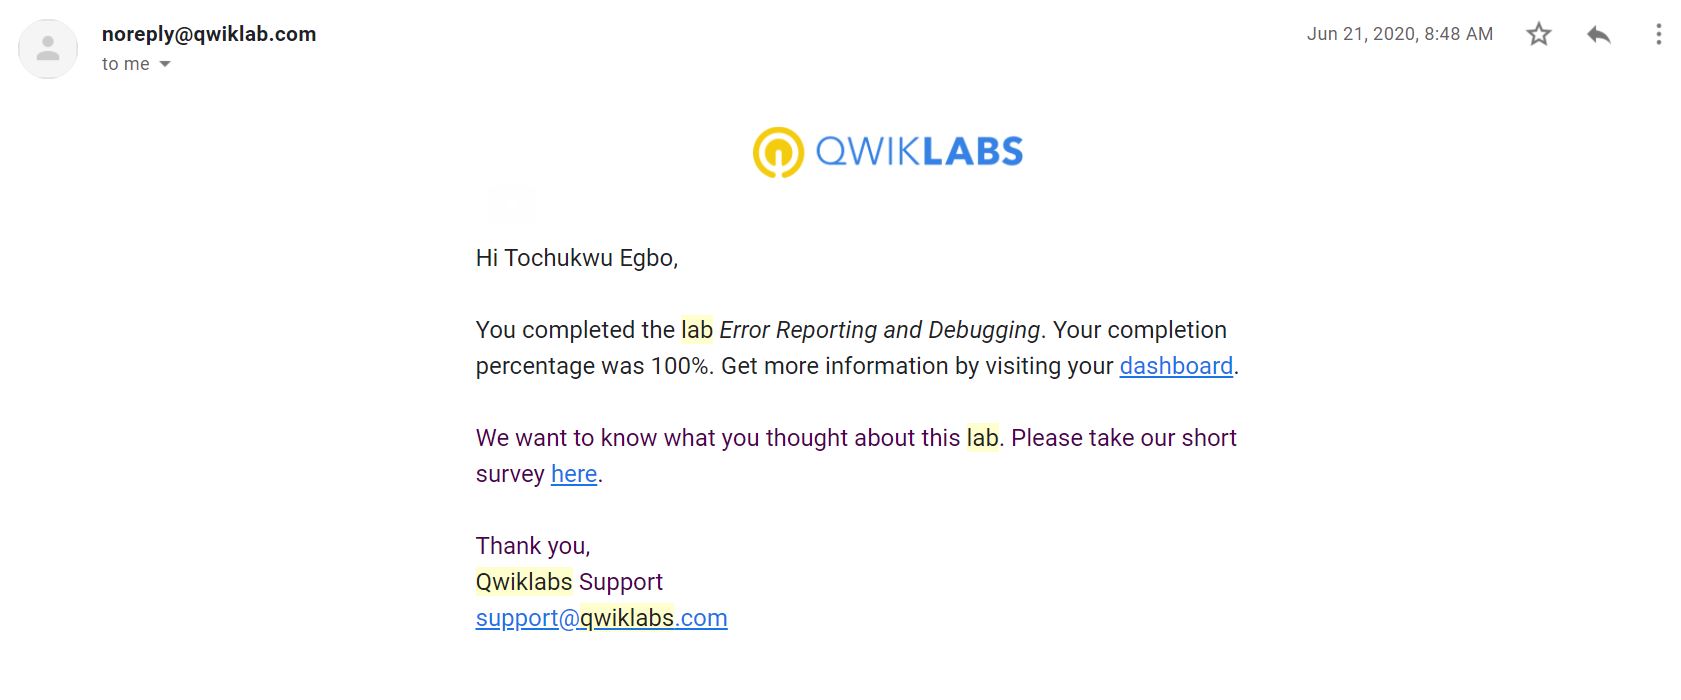 noreply@qwiklab.com
Jun 21, 2020, 8:48 AM
to me
QWIKLABS
Hi Tochukwu Egbo,
You completed the lab Error Reporting and Debugging. Your completion
percentage was 100%. Get more information by visiting your dashboard.
We want to know what you thought about this lab. Please take our short
survey here.
Thank you,
Qwiklabs Support
support@qwiklabs.com